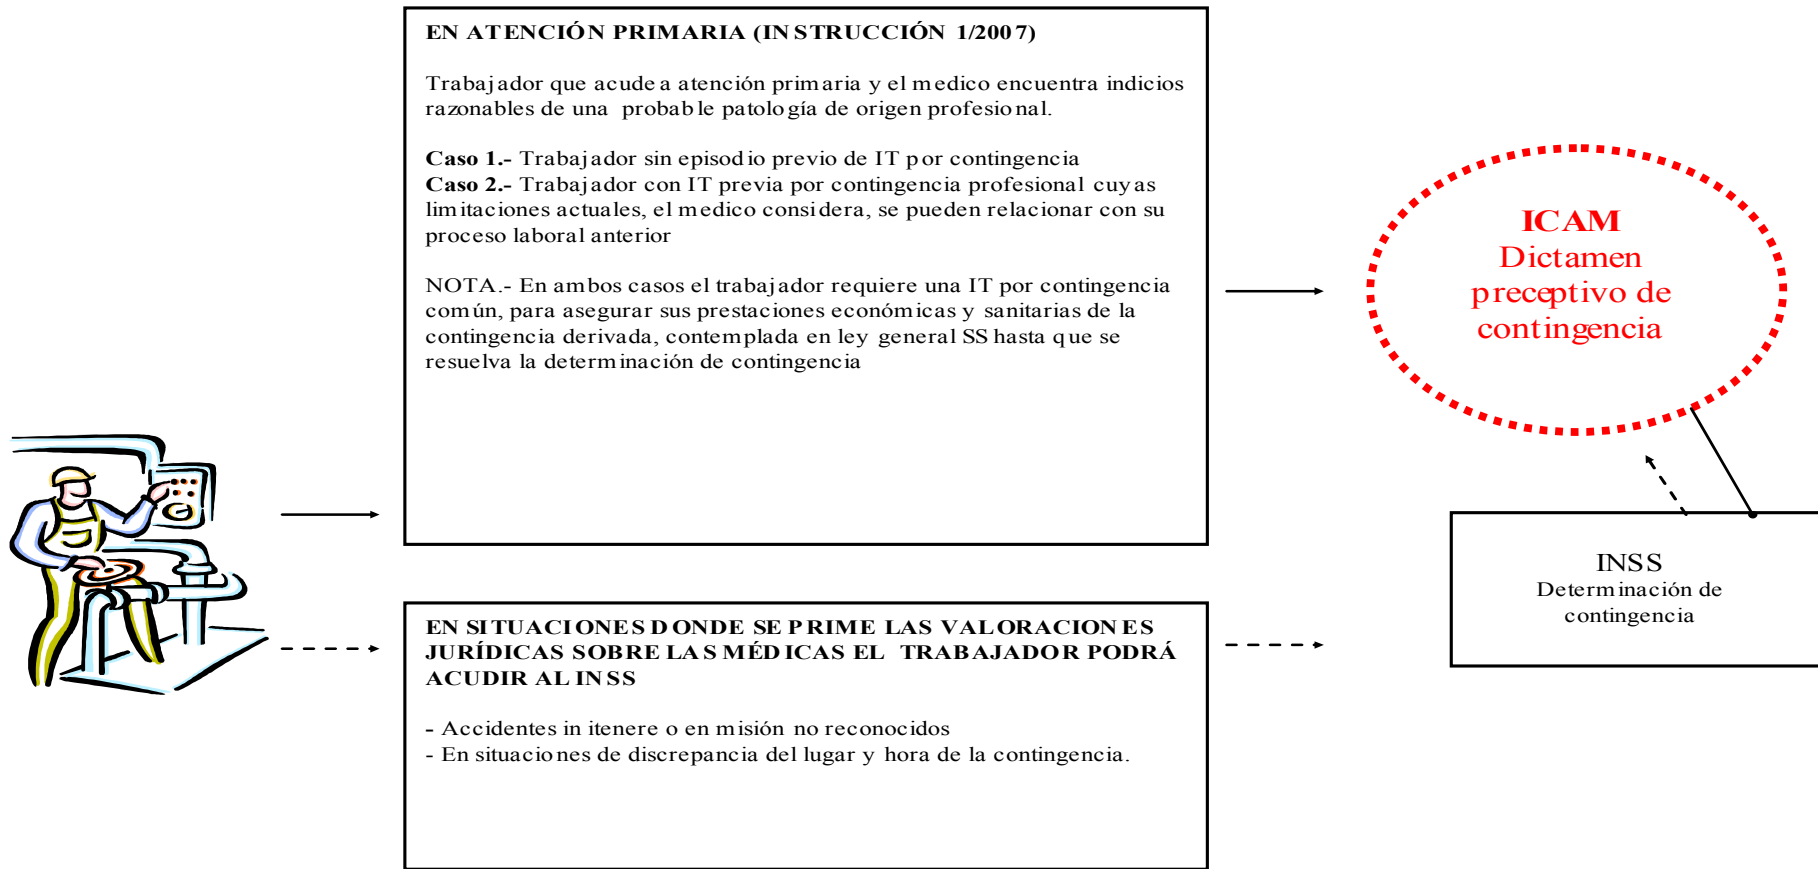 EN ATENCIÓN PRIMARIA (INSTRUCCIÓN 1/2007)
Trabajador que acude a atención primaria y el medico encuentra indicios
razonables de una probable patología de origen profesional.
Caso 1.- Trabajador sin episodio previo de IT por contingencia
Caso 2.- Trabajador con IT previa por contingencia profesional cuyas
limitaciones actuales, el medico considera, se pueden relacionar con su
proceso laboral anterior
NOTA.- En ambos casos el trabajador requiere una IT por contingencia
común, para asegurar sus prestaciones económicas y sanitarias de la
contingencia derivada, contemplada en ley general SS hasta que se
resuelva la determinación de contingencia
EN SITUACIONES DONDE SE PRIME LAS VALORACIONES
JURÍDICAS SOBRE LAS MÉDICAS EL TRABAJADOR PODRÁ
ACUDIR AL INSS
- Accidentes in itenere o en misión no reconocidos
- En situaciones de discrepancia del lugar y hora de la contingencia.
ICAM
Dictamen
preceptivo de
contingencia
INSS
Determinación de
contingencia